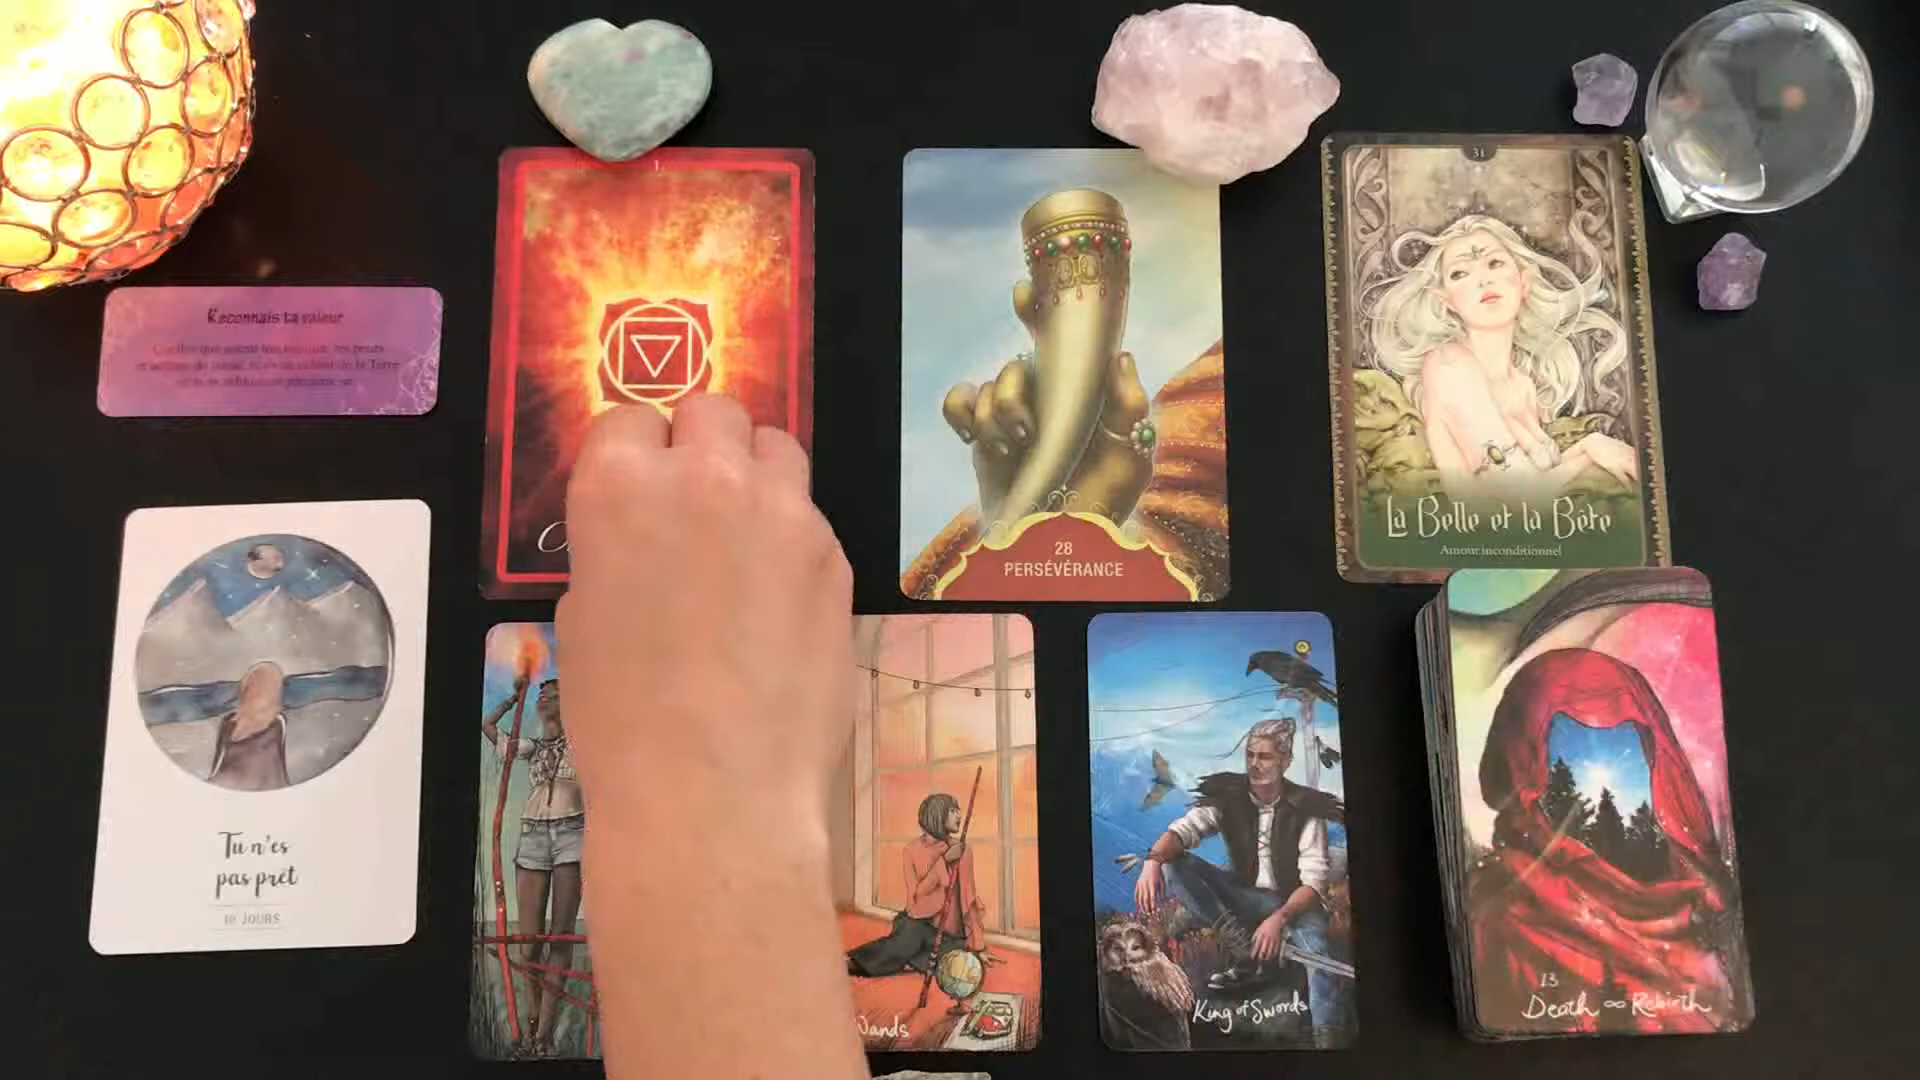 Reconnais ta valeur
1
28
PERSÉVÉRANCE
31
La Belle et la Bête
Amour inconditionnel
Tu n'es
pas prêt
10 JOURS
Wands
King of Swords
13
Death ∞ Rebirth